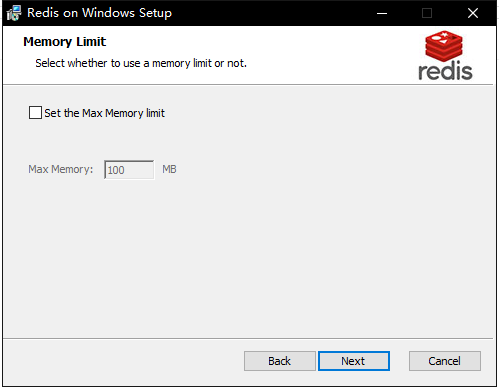 Redis on Windows Setup
Memory Limit
Select whether to use a memory limit or not.
redis
Set the Max Memory limit
Max Memory: 100 MB
Back Next Cancel